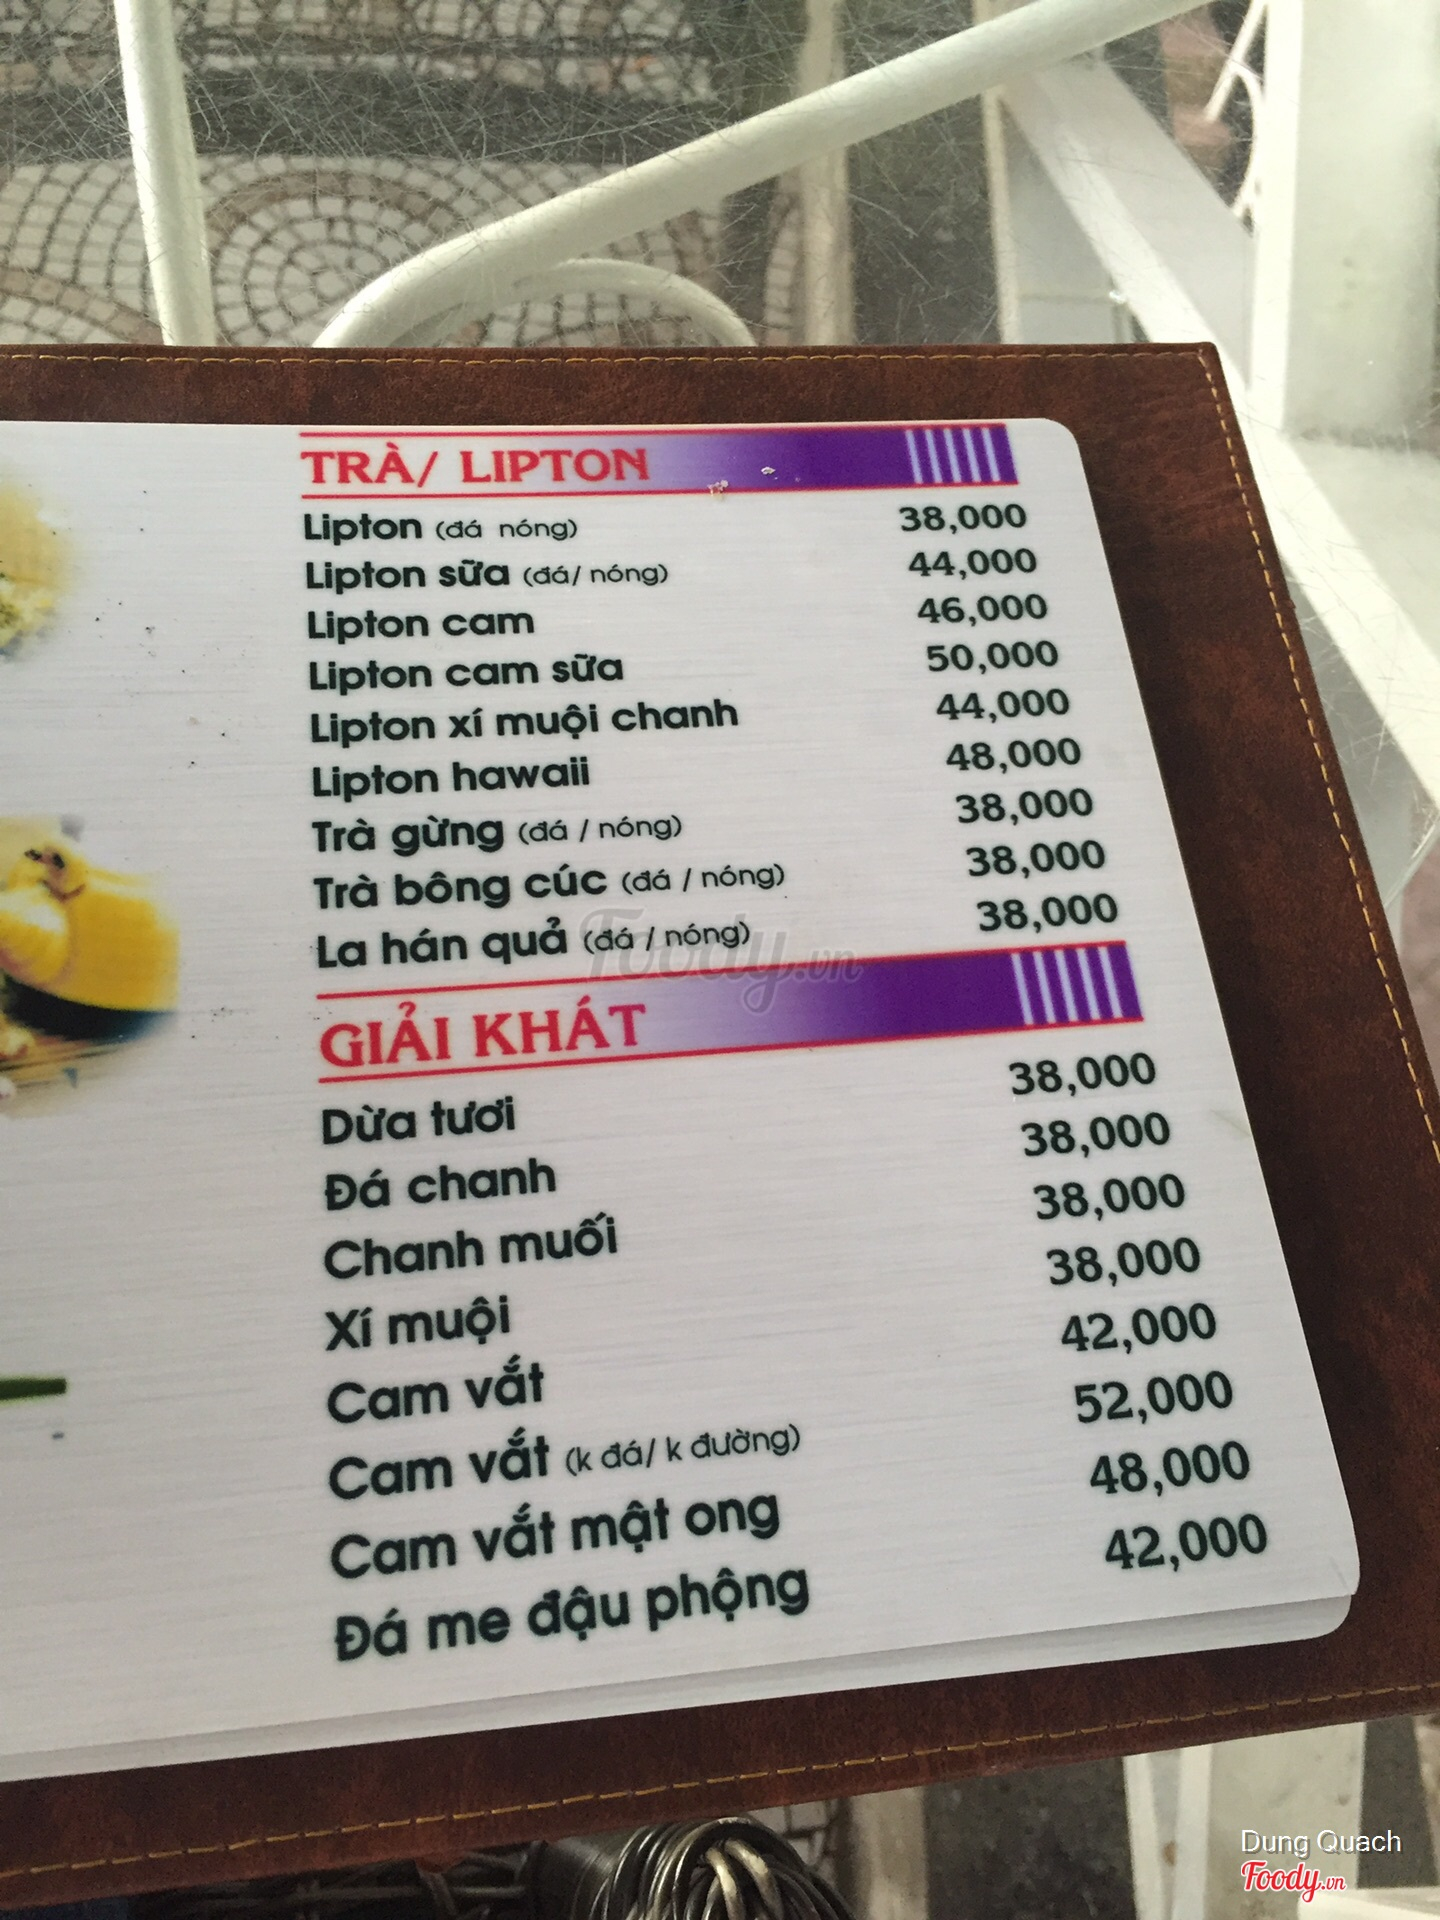 TRÀ/ LIPTON
Lipton (đá nóng) 38,000
Lipton sữa (đá/ nóng) 44,000
Lipton cam 46,000
Lipton cam sữa 50,000
Lipton xí muội chanh 44,000
Lipton hawaii 48,000
Trà gừng (đá / nóng) 38,000
Trà bông cúc (đá / nóng) 38,000
La hán quả (đá / nóng) 38,000
Foody.vn
GIẢI KHÁT
Dừa tươi 38,000
Đá chanh 38,000
Chanh muối 38,000
Xí muội 38,000
Cam vắt 42,000
Cam vắt (k đá/ k đường) 52,000
Cam vắt mật ong 48,000
Đá me đậu phộng 42,000
Dung Quach
Foody.vn